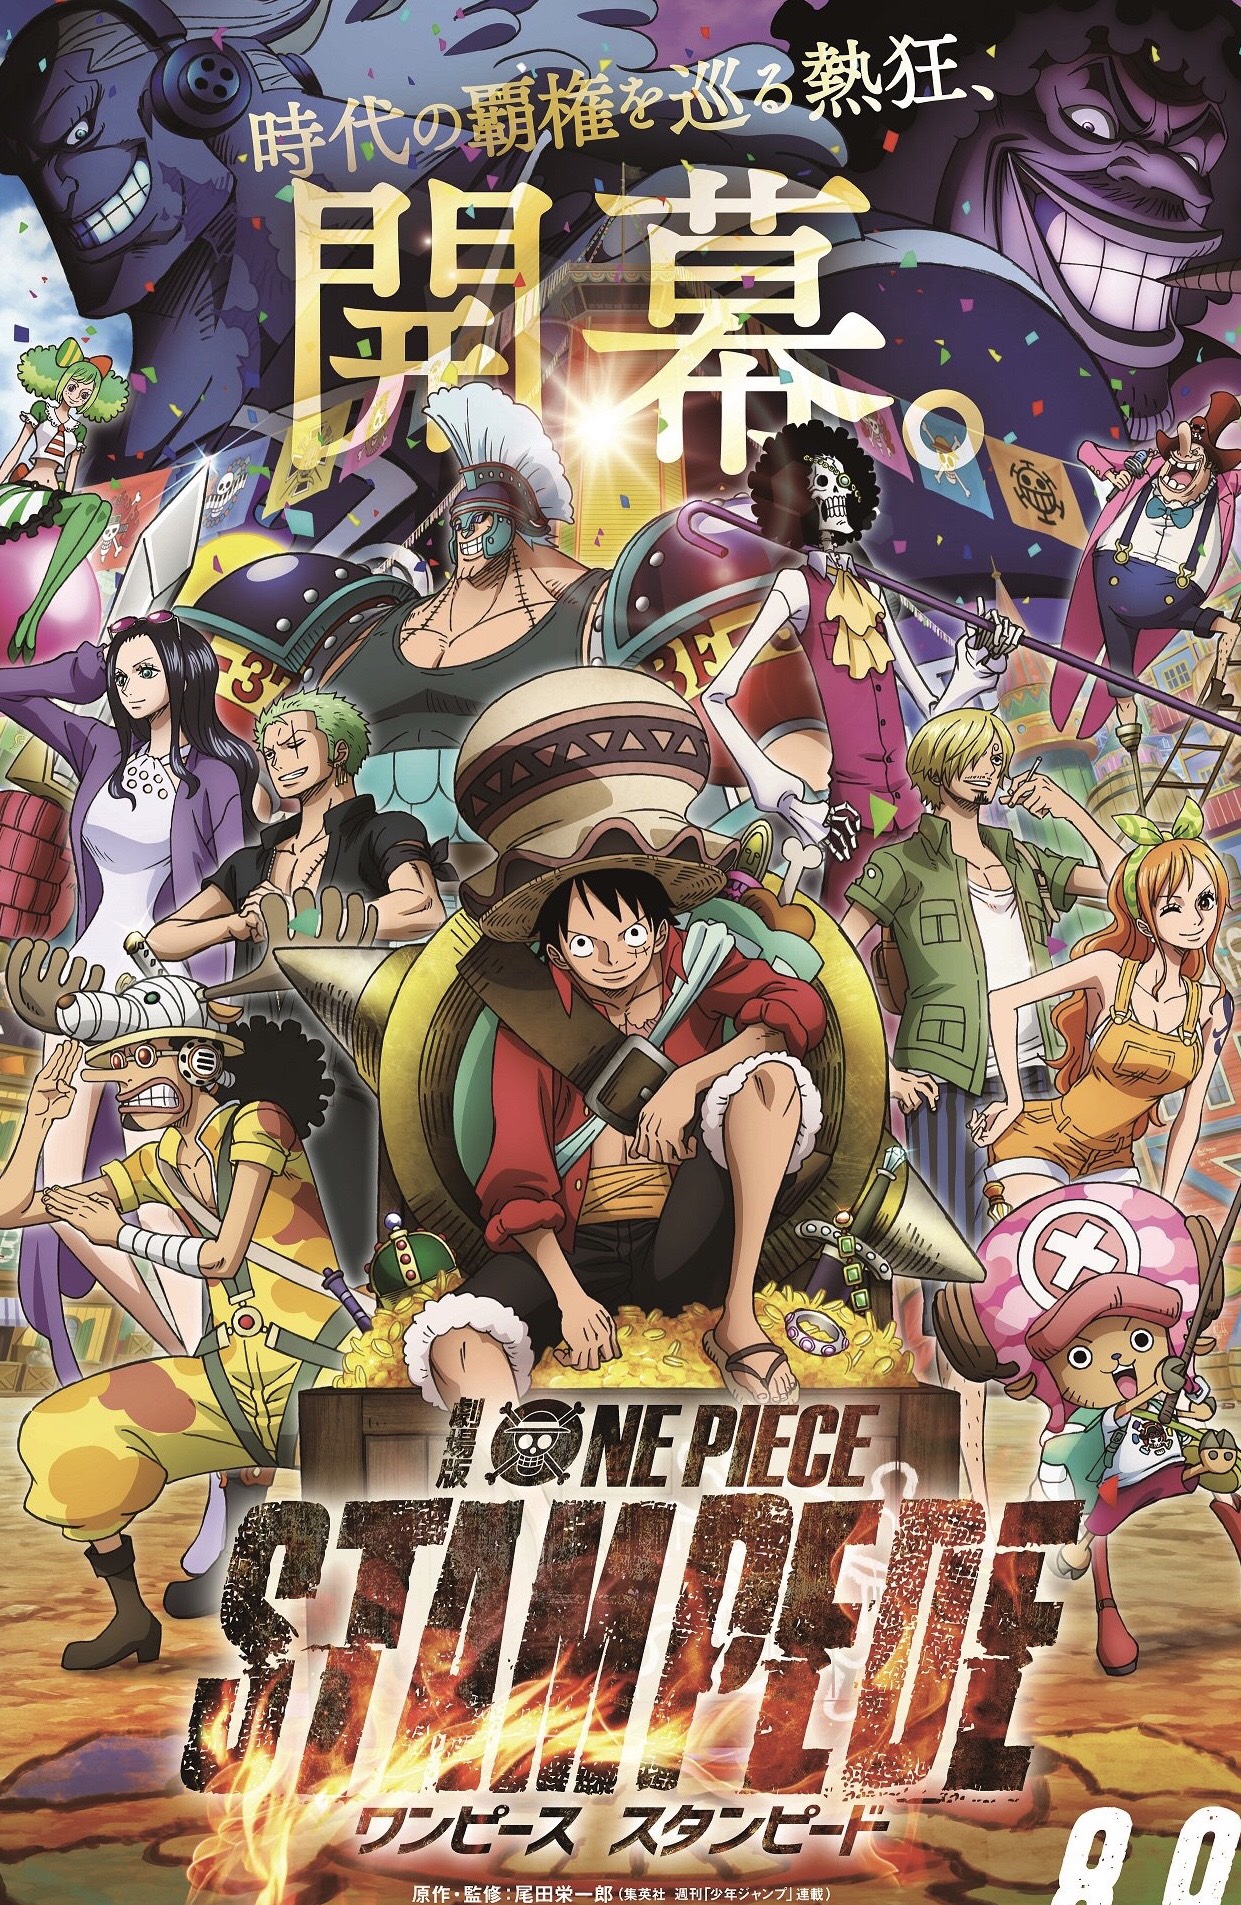 時代の覇権を巡る熱狂、
開幕。
劇場版 ONE PIECE
STAMPEDE
ワンピース スタンピード
8.9
原作・監修：尾田栄一郎（集英社 週刊「少年ジャンプ」連載）